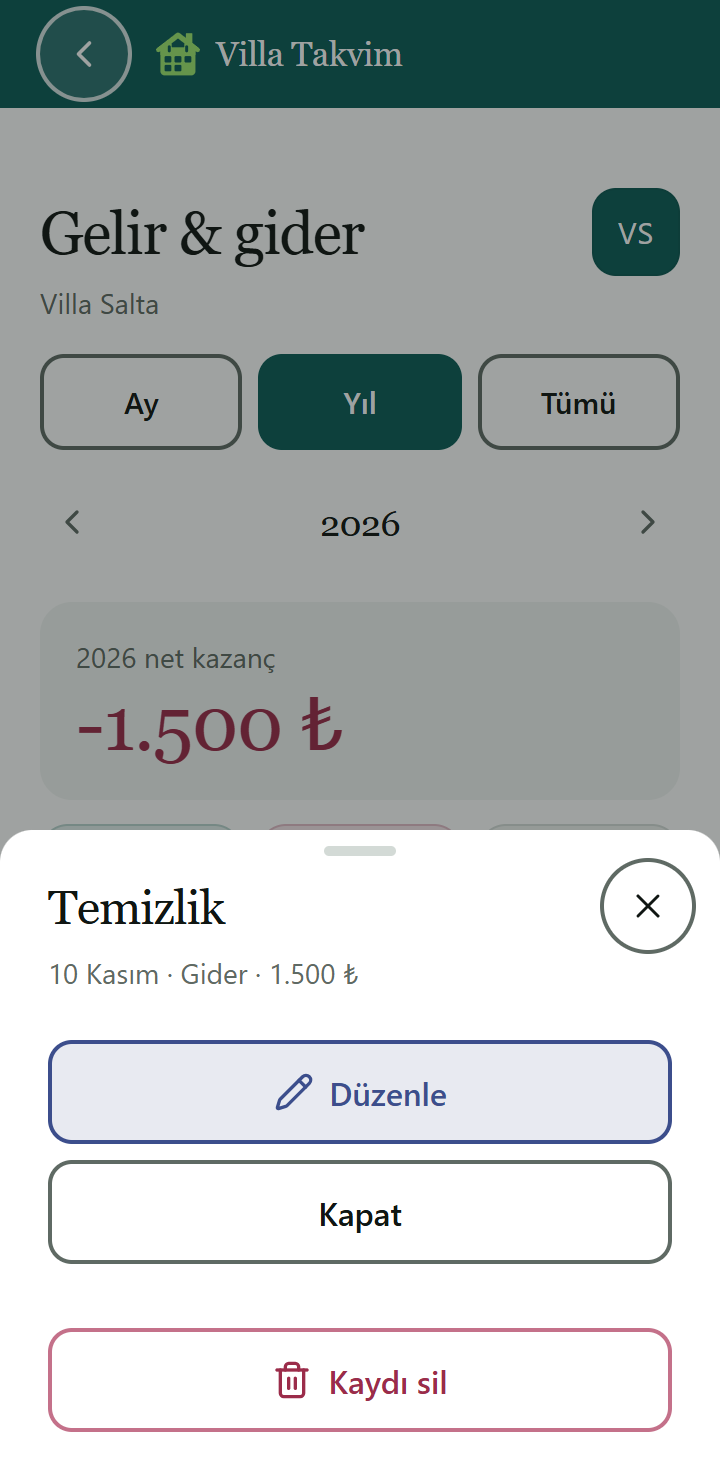 Villa Takvim
Gelir & gider
VS
Villa Salta
Ay
Yıl
Tümü
2026
2026 net kazanç
-1.500 ₺
Temizlik
10 Kasım · Gider · 1.500 ₺
Düzenle
Kapat
Kaydı sil